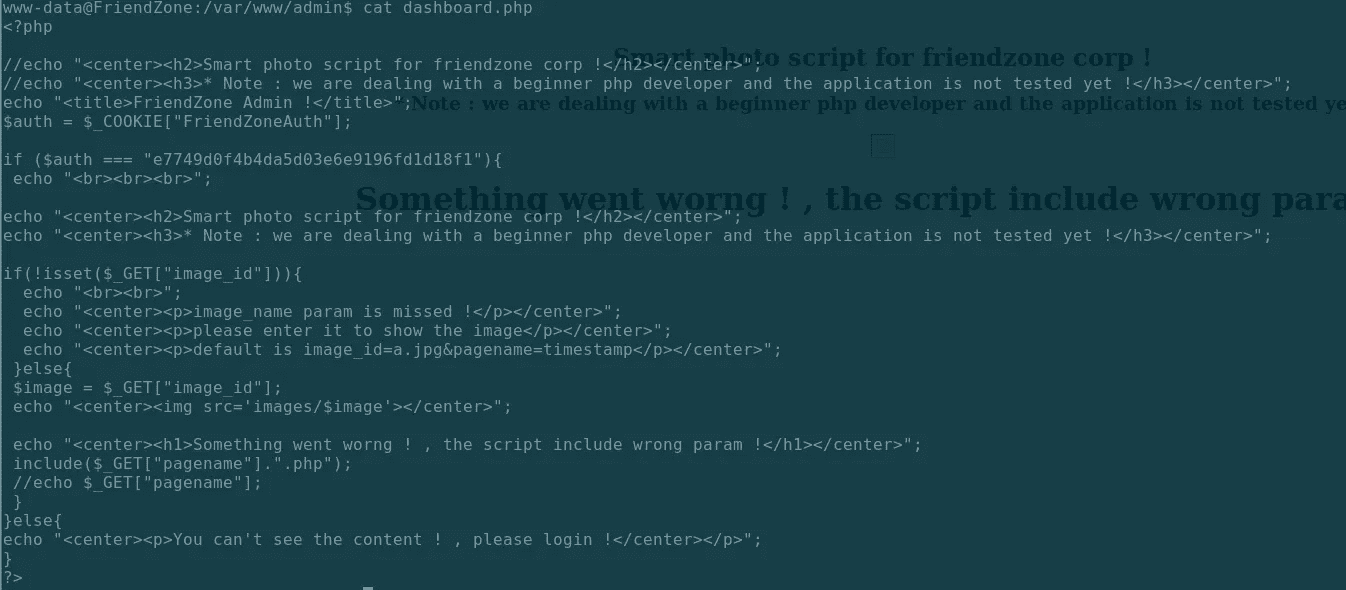 www-data@FriendZone:/var/www/admin$ cat dashboard.php
<?php
Smart photo script for friendzone corp !
//echo "<center><h2>Smart photo script for friendzone corp !</h2></center>";
//echo "<center><h3>* Note : we are dealing with a beginner php developer and the application is not tested yet !</h3></center>";
echo "<title>FriendZone Admin !</title>";
Note : we are dealing with a beginner php developer and the application is not tested ye
$auth = $_COOKIE["FriendZoneAuth"];
if ($auth === "e7749d0f4b4da5d03e6e9196fd1d18f1"){
echo "<br><br><br>";
Something went worng ! , the script include wrong para
echo "<center><h2>Smart photo script for friendzone corp !</h2></center>";
echo "<center><h3>* Note : we are dealing with a beginner php developer and the application is not tested yet !</h3></center>";
if(!isset($_GET["image_id"])){
echo "<br><br>";
echo "<center><p>image_name param is missed !</p></center>";
echo "<center><p>please enter it to show the image</p></center>";
echo "<center><p>default is image_id=a.jpg&pagename=timestamp</p></center>";
}else{
$image = $_GET["image_id"];
echo "<center><img src='images/$image'></center>";
echo "<center><h1>Something went worng ! , the script include wrong param !</h1></center>";
include($_GET["pagename"].".php");
//echo $_GET["pagename"];
}
}else{
echo "<center><p>You can't see the content ! , please login !</center></p>";
}
?>